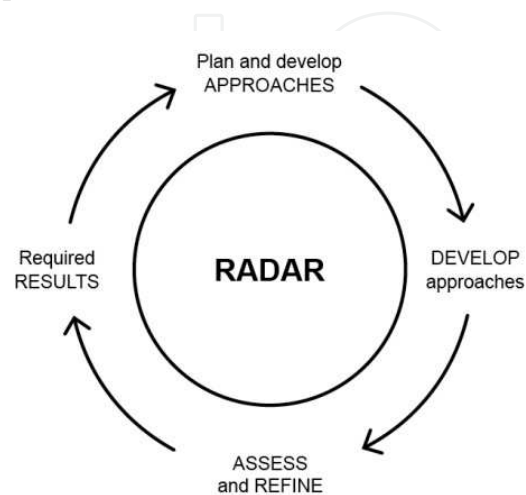 Plan and develop
APPROACHES
Required
RESULTS
RADAR
DEVELOP
approaches
ASSESS
and REFINE